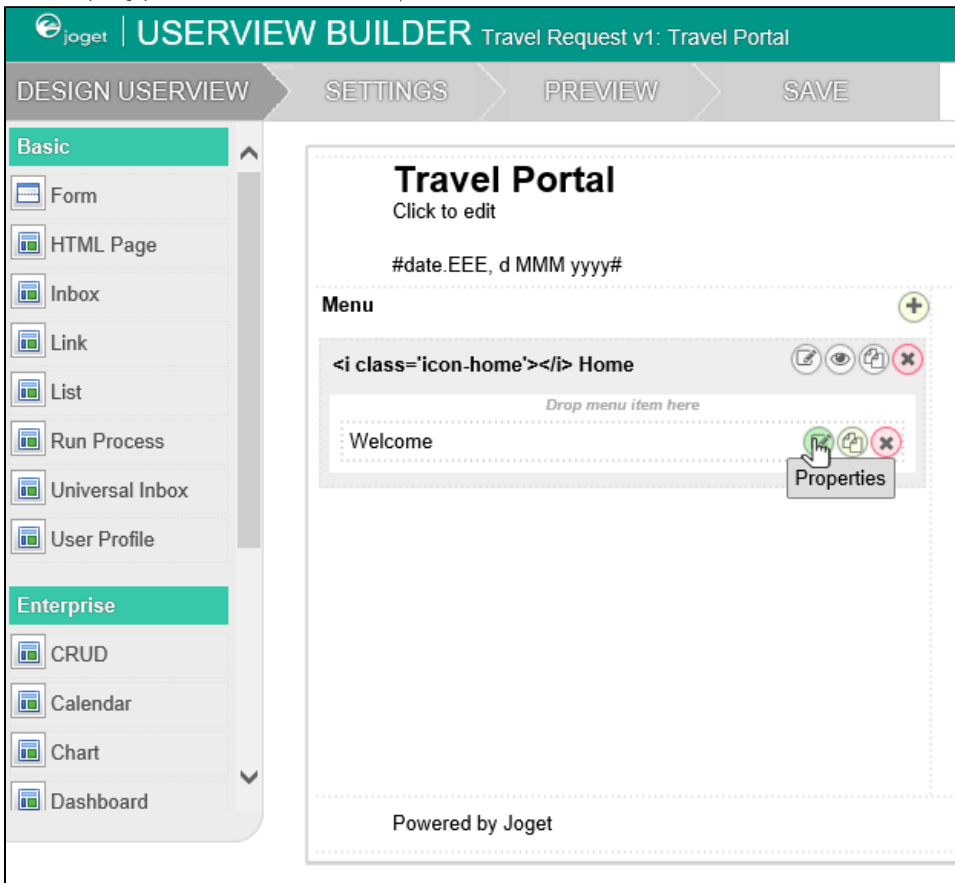 joget | USERVIEW BUILDER Travel Request v1: Travel Portal
DESIGN USERVIEW SETTINGS PREVIEW SAVE
Basic
Form
HTML Page
Inbox
Link
List
Run Process
Universal Inbox
User Profile
Enterprise
CRUD
Calendar
Chart
Dashboard
Travel Portal
Click to edit
#date.EEE, d MMM yyyy#
Menu
<i class='icon-home'></i> Home
Drop menu item here
Welcome
Properties
Powered by Joget